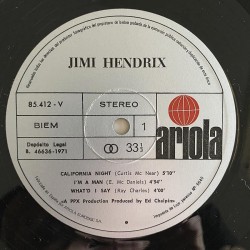 JIMI HENDRIX
85.412 - V
STEREO
BIEM
1
Depósito Legal
B. 46636-1971
33⅓
ariola
CALIFORNIA NIGHT (Curtis Mc Near) 5'10"
I'M A MAN (E. Mc Daniels) 4'54"
WHAT'D I SAY (Ray Charles) 4'08"
A PPX Production Produced by Ed Chalpin